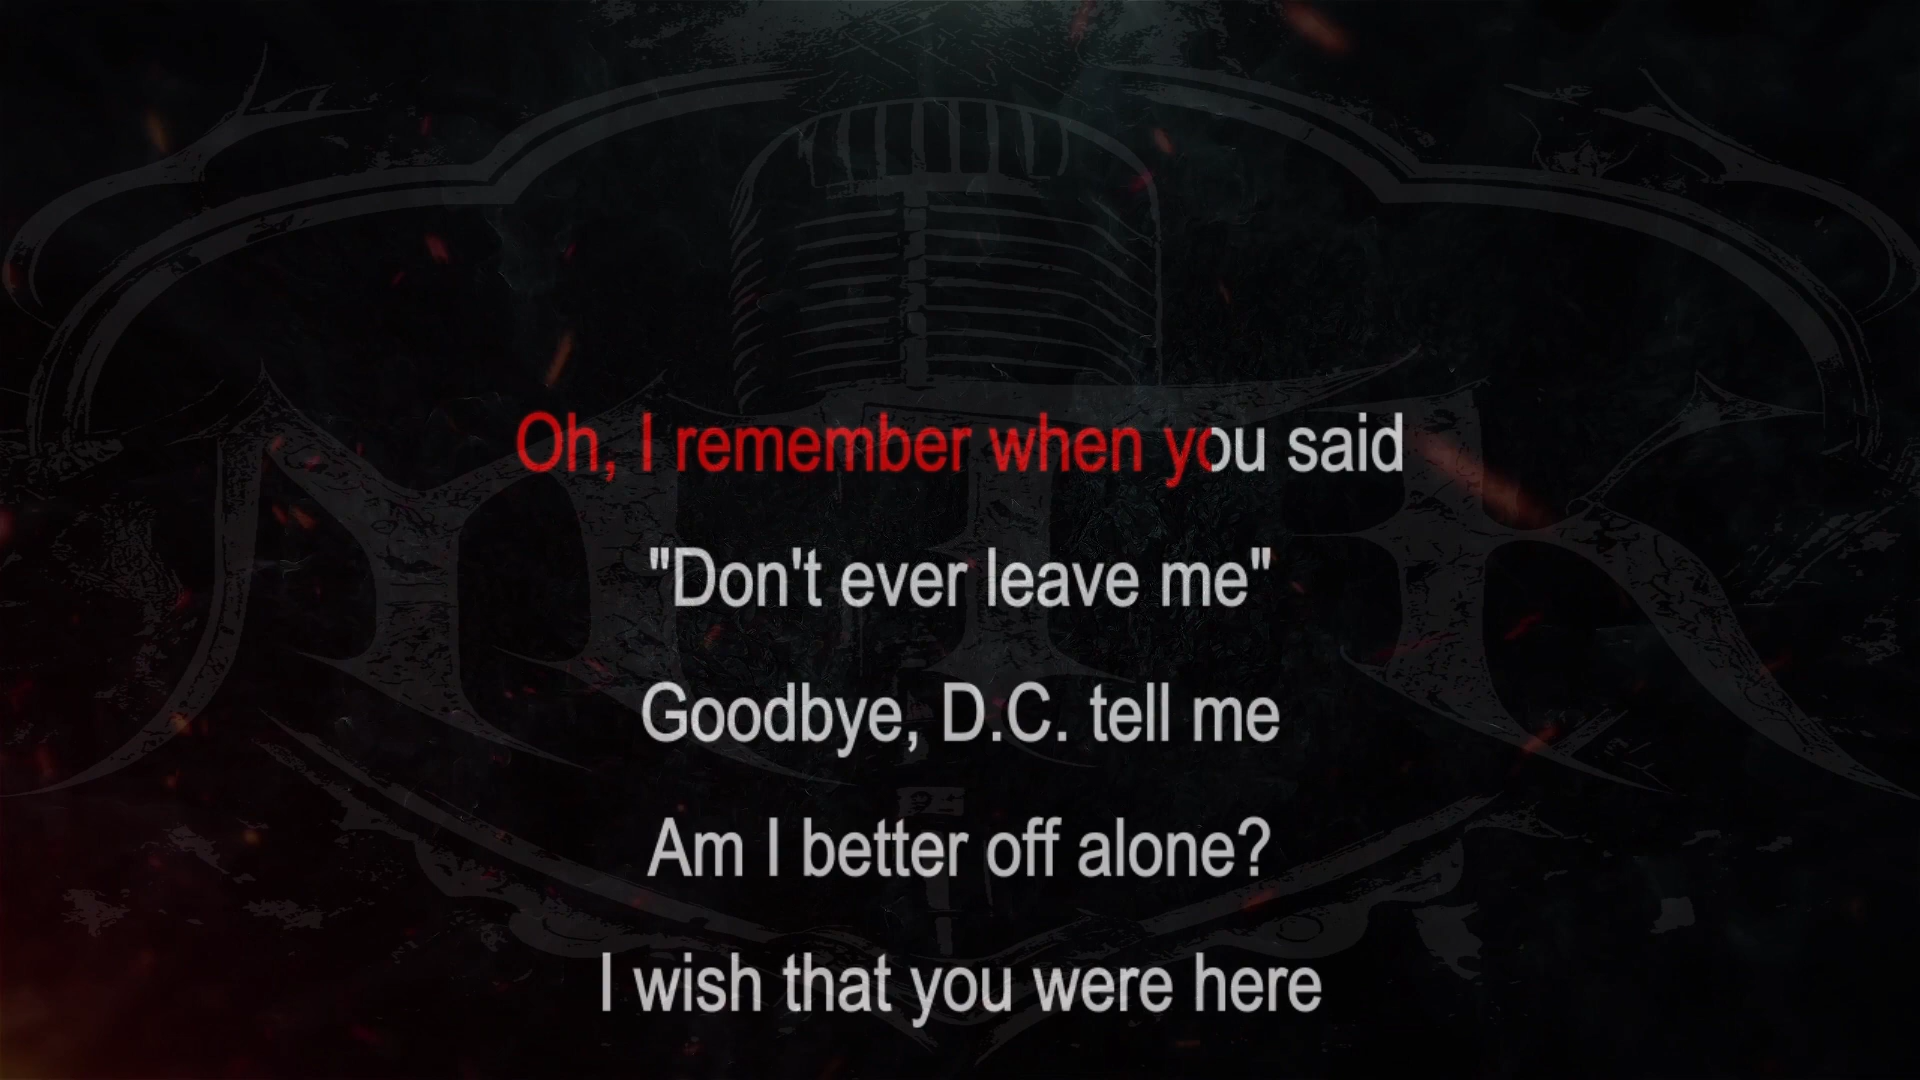 Oh, I remember when you said
"Don't ever leave me"
Goodbye, D.C. tell me
Am I better off alone?
I wish that you were here